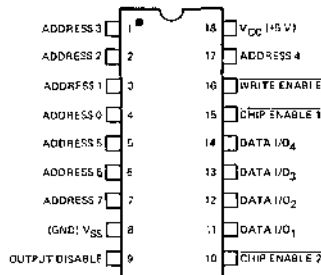 ADDRESS 3 1 18 VCC (+5 V)
ADDRESS 2 2 17 ADDRESS 4
ADDRESS 1 3 16 WRITE ENABLE
ADDRESS 0 4 15 CHIP ENABLE 1
ADDRESS 5 5 14 DATA I/O4
ADDRESS 6 6 13 DATA I/O3
ADDRESS 7 7 12 DATA I/O2
(GND) VSS 8 11 DATA I/O1
OUTPUT DISABLE 9 10 CHIP ENABLE 2